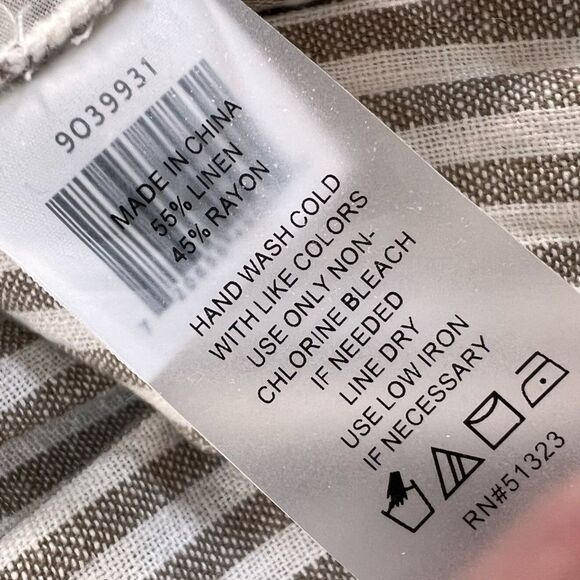 9039931
MADE IN CHINA
55% LINEN
45% RAYON
HAND WASH COLD
WITH LIKE COLORS
USE ONLY NON-
CHLORINE BLEACH
IF NEEDED
LINE DRY
USE LOW IRON
IF NECESSARY
RN#51323